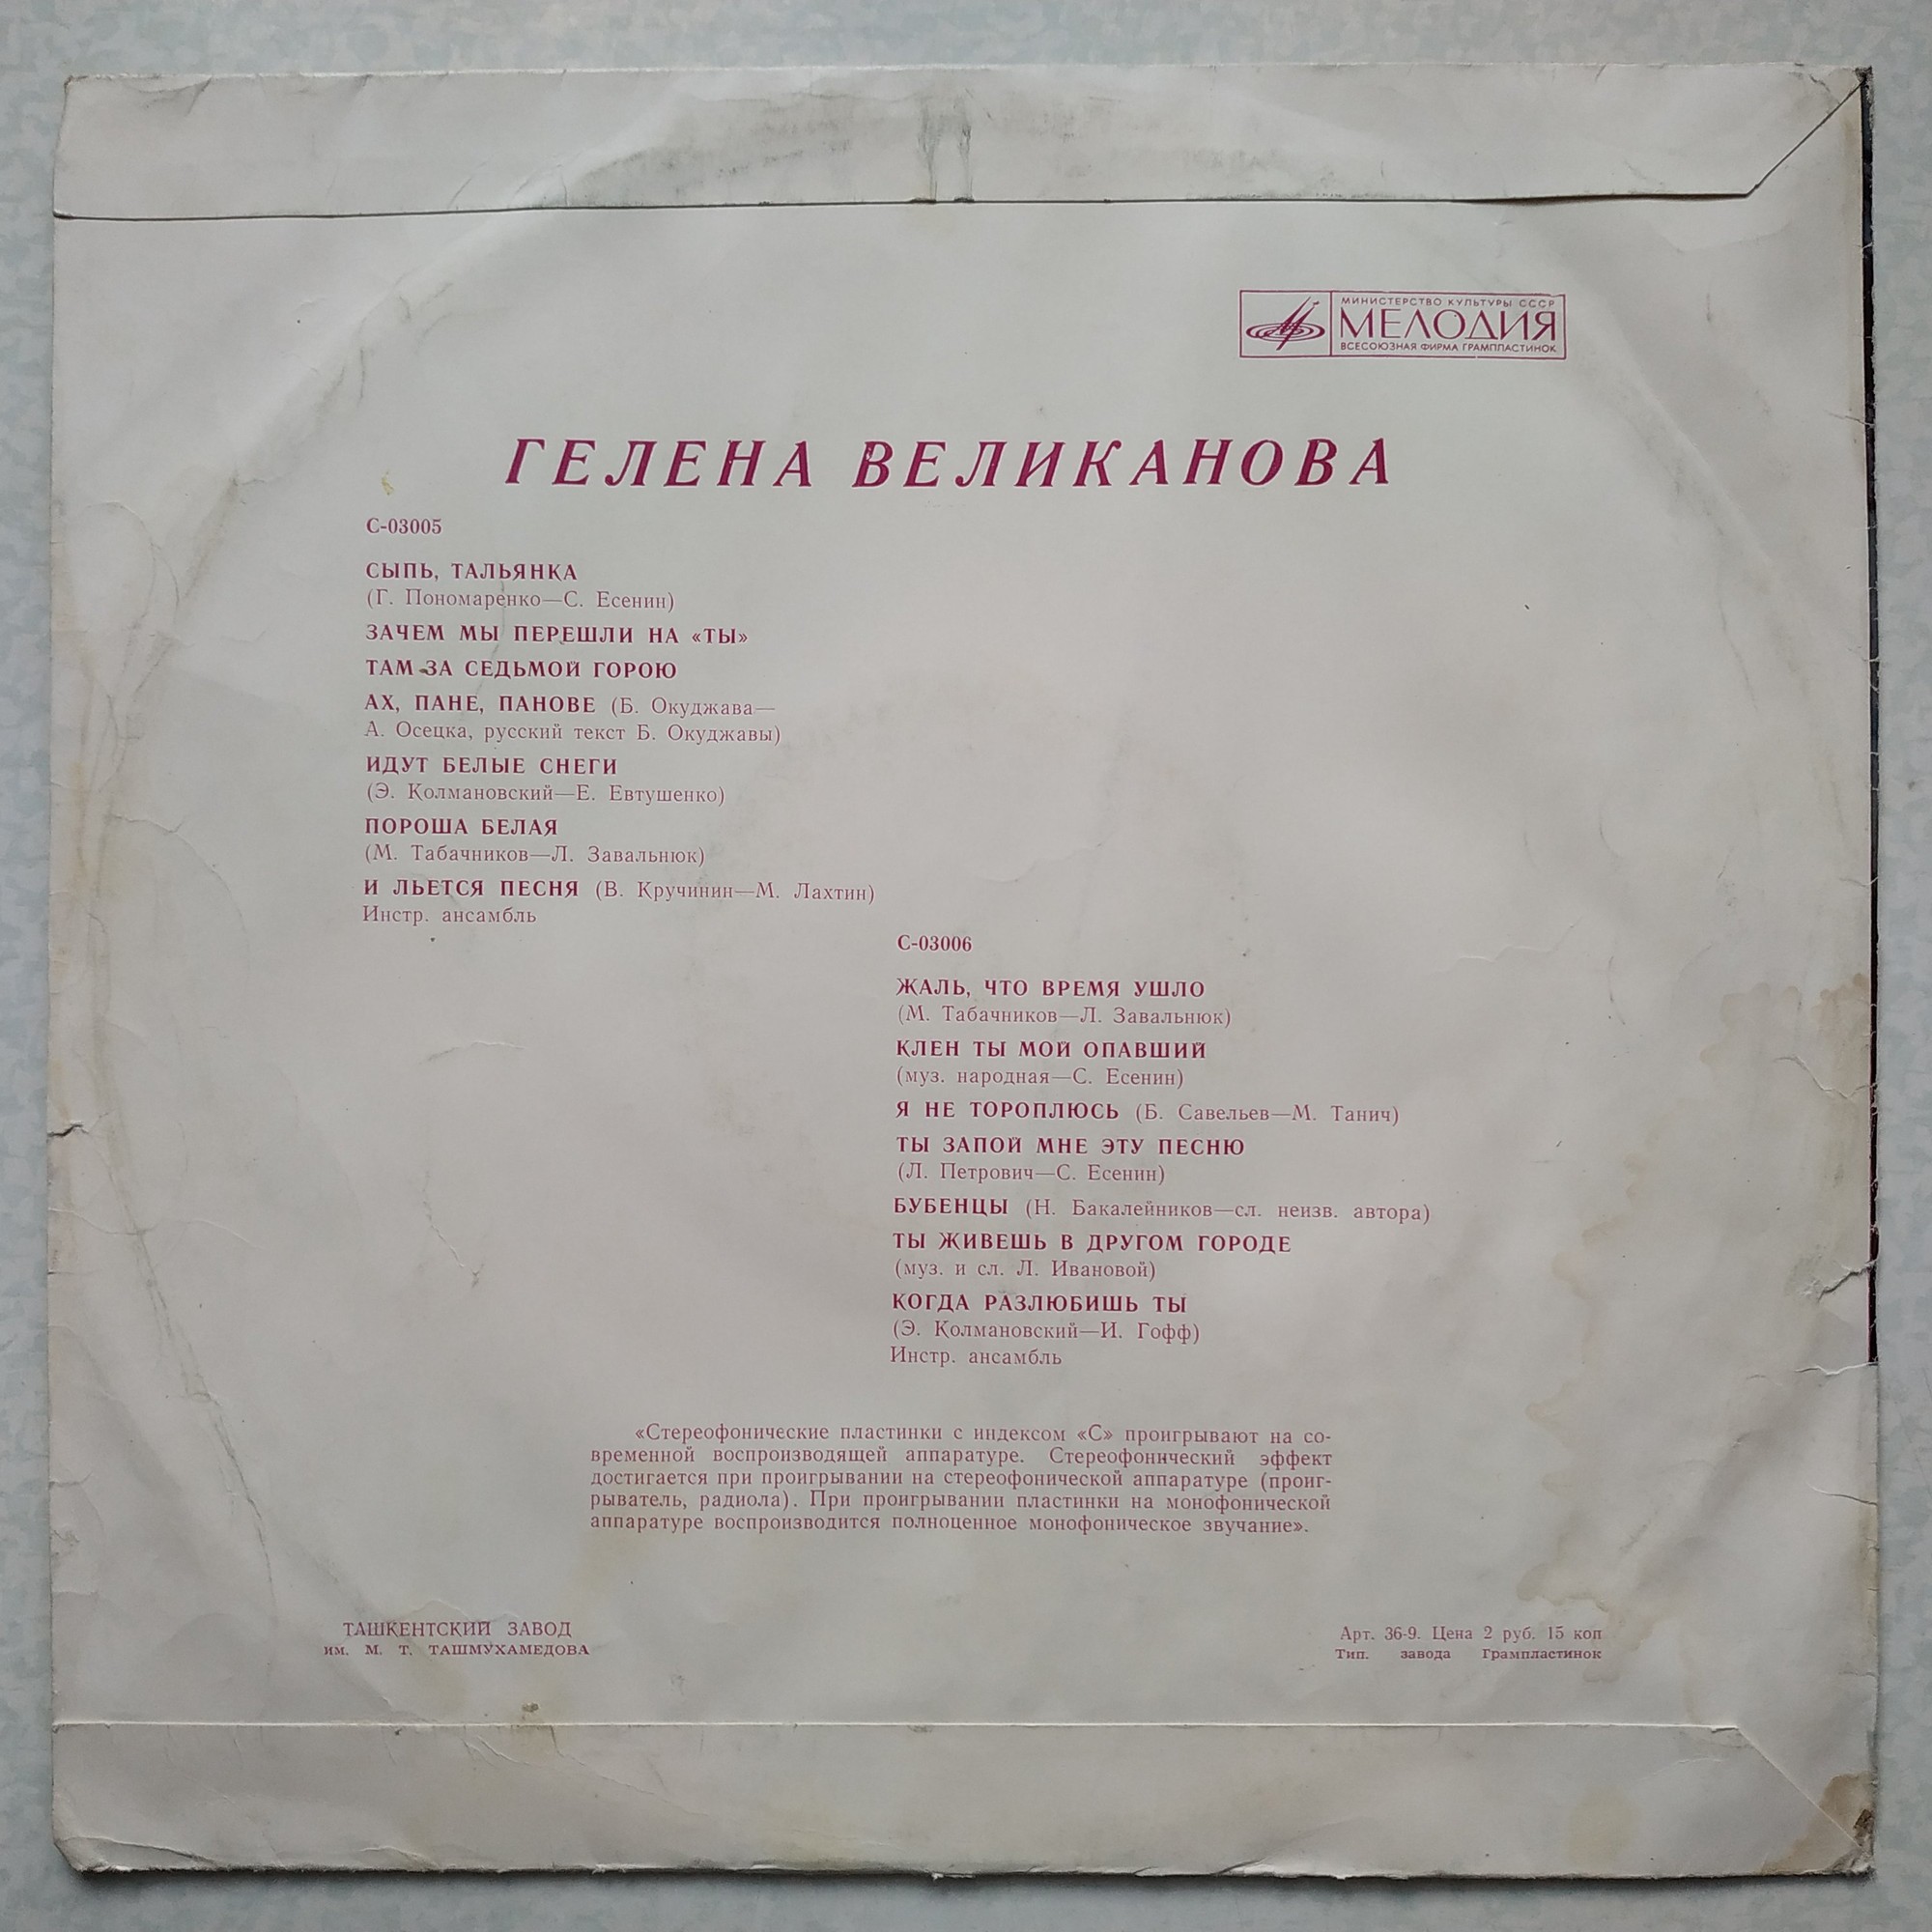 МИНИСТЕРСТВО КУЛЬТУРЫ СССР
МЕЛОДИЯ
ВСЕСОЮЗНАЯ ФИРМА ГРАМПЛАСТИНОК
ГЕЛЕНА ВЕЛИКАНОВА
С-03005
СЫПЬ, ТАЛЬЯНКА
(Г. Пономаренко—С. Есенин)
ЗАЧЕМ МЫ ПЕРЕШЛИ НА «ТЫ»
ТАМ ЗА СЕДЬМОЙ ГОРОЮ
АХ, ПАНЕ, ПАНОВЕ (Б. Окуджава—
А. Осецка, русский текст Б. Окуджавы)
ИДУТ БЕЛЫЕ СНЕГИ
(Э. Колмановский—Е. Евтушенко)
ПОРОША БЕЛАЯ
(М. Табачников—Л. Завальнюк)
И ЛЬЕТСЯ ПЕСНЯ (В. Кручинин—М. Лахтин)
Инстр. ансамбль
С-03006
ЖАЛЬ, ЧТО ВРЕМЯ УШЛО
(М. Табачников—Л. Завальнюк)
КЛЕН ТЫ МОЙ ОПАВШИЙ
(муз. народная—С. Есенин)
Я НЕ ТОРОПЛЮСЬ (Б. Савельев—М. Танич)
ТЫ ЗАПОЙ МНЕ ЭТУ ПЕСНЮ
(Л. Петрович—С. Есенин)
БУБЕНЦЫ (Н. Бакалейников—сл. неизв. автора)
ТЫ ЖИВЕШЬ В ДРУГОМ ГОРОДЕ
(муз. и сл. Л. Ивановой)
КОГДА РАЗЛЮБИШЬ ТЫ
(Э. Колмановский—И. Гофф)
Инстр. ансамбль
«Стереофонические пластинки с индексом «С» проигрывают на со-
временной воспроизводящей аппаратуре. Стереофонический эффект
достигается при проигрывании на стереофонической аппаратуре (проиг-
рыватель, радиола). При проигрывании пластинки на монофонической
аппаратуре воспроизводится полноценное монофоническое звучание».
ТАШКЕНТСКИЙ ЗАВОД
им. М. Т. ТАШМУХАМЕДОВА
Арт. 36-9. Цена 2 руб. 15 коп
Тип. завода Грампластинок